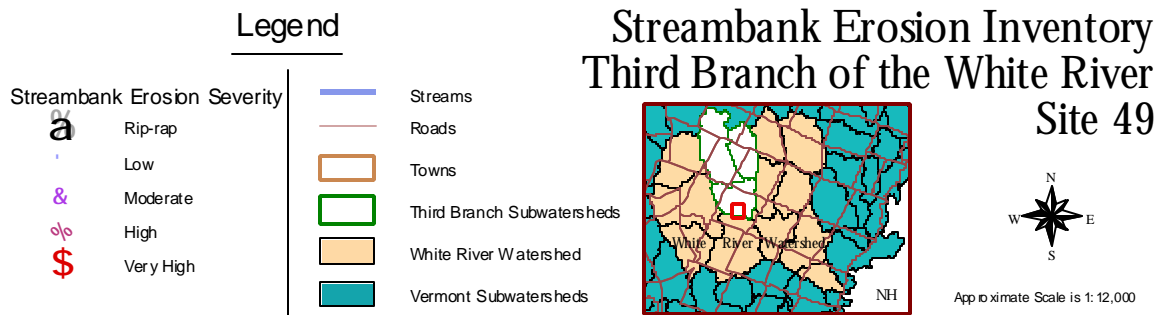 Legend
Streambank Erosion Severity
% a Rip-rap
' Low
& Moderate
% High
$ Very High
Streams
Roads
Towns
Third Branch Subwatersheds
White River Watershed
Vermont Subwatersheds
Streambank Erosion Inventory
Third Branch of the White River
Site 49
White River Watershed
NH
N
W E
S
Approximate Scale is 1:12,000